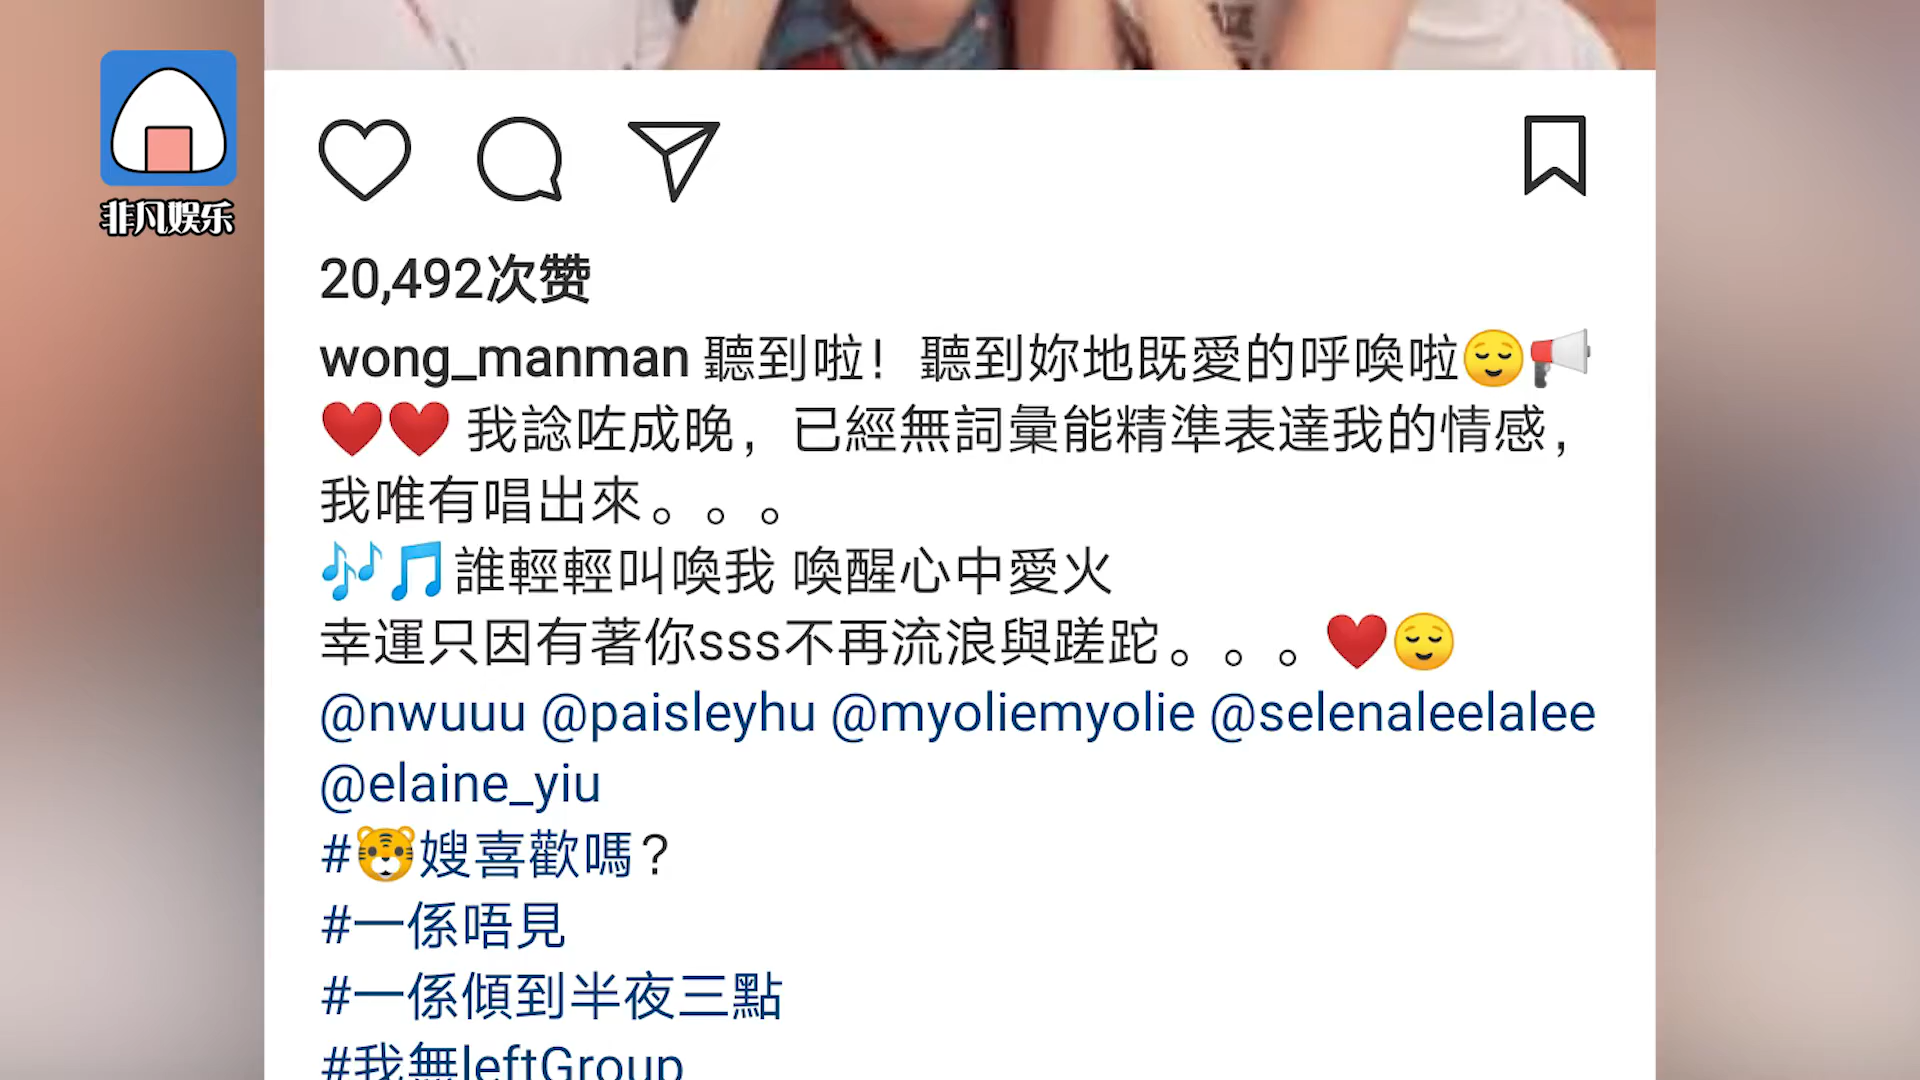 非凡娱乐
20,492次赞
wong_manman 聽到啦！聽到妳地既愛的呼喚啦😌📢
❤️❤️ 我諗咗成晚，已經無詞彙能精準表達我的情感，
我唯有唱出來。。。
🎶🎵誰輕輕叫喚我 喚醒心中愛火
幸運只因有著你sss不再流浪與蹉跎。。。❤️😌
@nwuuu @paisleyhu @myoliemyolie @selenaleelalee
@elaine_yiu
#🐯嫂喜歡嗎？
#一係唔見
#一係傾到半夜三點
#我無leftGroup